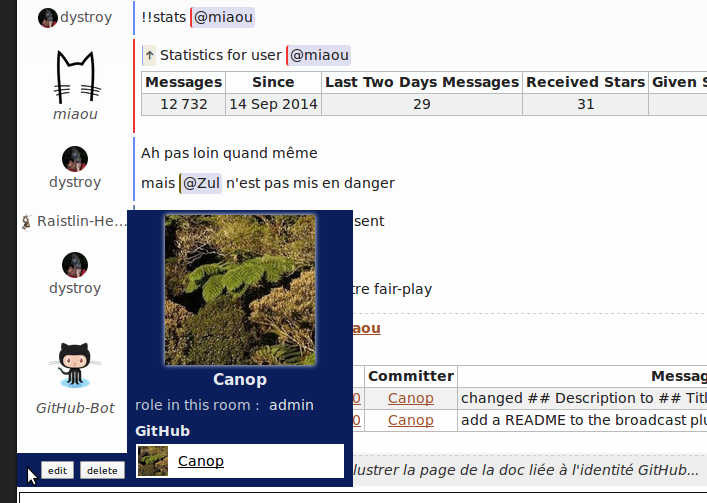 dystroy
!!stats @miaou
↑ Statistics for user @miaou
Messages Since Last Two Days Messages Received Stars Given S
12 732 14 Sep 2014 29 31
miaou
Ah pas loin quand même
dystroy
mais @Zul n'est pas mis en danger
Raistlin-He...
sent
dystroy
tre fair-play
aou
Committer Messag
0 Canop changed ## Description to ## Titl
0 Canop add a README to the broadcast plu
GitHub-Bot
Canop
role in this room : admin
GitHub
Canop
edit delete
lustrer la page de la doc liée à l'identité GitHub...